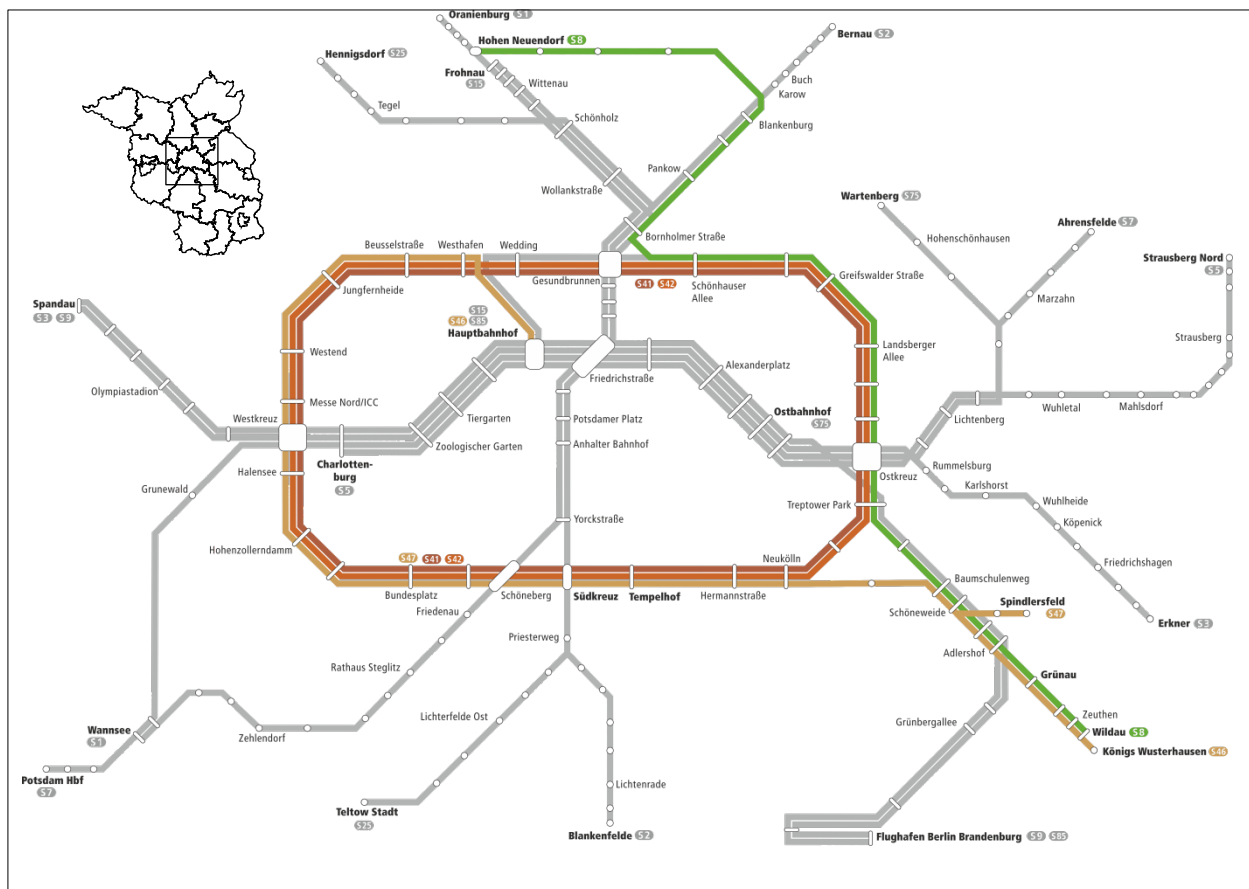 Oranienburg S1
Hohen Neuendorf S8
Bernau S2
Hennigsdorf S25
Frohnau
S15
Wittenau
Buch
Karow
Tegel
Schönholz
Blankenburg
Pankow
Wollankstraße
Wartenberg S75
Ahrensfelde S7
Bornholmer Straße
Hohenschönhausen
Beusselstraße
Westhafen
Wedding
Strausberg Nord
S5
Gesundbrunnen
S41 S42
Schönhauser
Allee
Greifswalder Straße
Jungfernheide
Marzahn
Spandau
S3 S9
S15
S46 S85
Hauptbahnhof
Strausberg
Westend
Landsberger
Allee
Friedrichstraße
Alexanderplatz
Olympiastadion
Messe Nord/ICC
Tiergarten
Westkreuz
Potsdamer Platz
Ostbahnhof
S75
Lichtenberg
Wuhletal
Mahlsdorf
Zoologischer Garten
Anhalter Bahnhof
Charlotten-
burg
S5
Halensee
Ostkreuz
Rummelsburg
Karlshorst
Grunewald
Treptower Park
Wuhlheide
Yorckstraße
Köpenick
Hohenzollerndamm
S47 S41 S42
Neukölln
Friedrichshagen
Baumschulenweg
Bundesplatz
Schöneberg
Südkreuz
Tempelhof
Hermannstraße
Spindlersfeld
S47
Schöneweide
Friedenau
Erkner S3
Priesterweg
Adlershof
Rathaus Steglitz
Grünau
Lichterfelde Ost
Grünbergallee
Zeuthen
Wannsee
S1
Zehlendorf
Wildau S8
Königs Wusterhausen S46
Potsdam Hbf
S7
Lichtenrade
Teltow Stadt
S25
Blankenfelde S2
Flughafen Berlin Brandenburg S9 S85